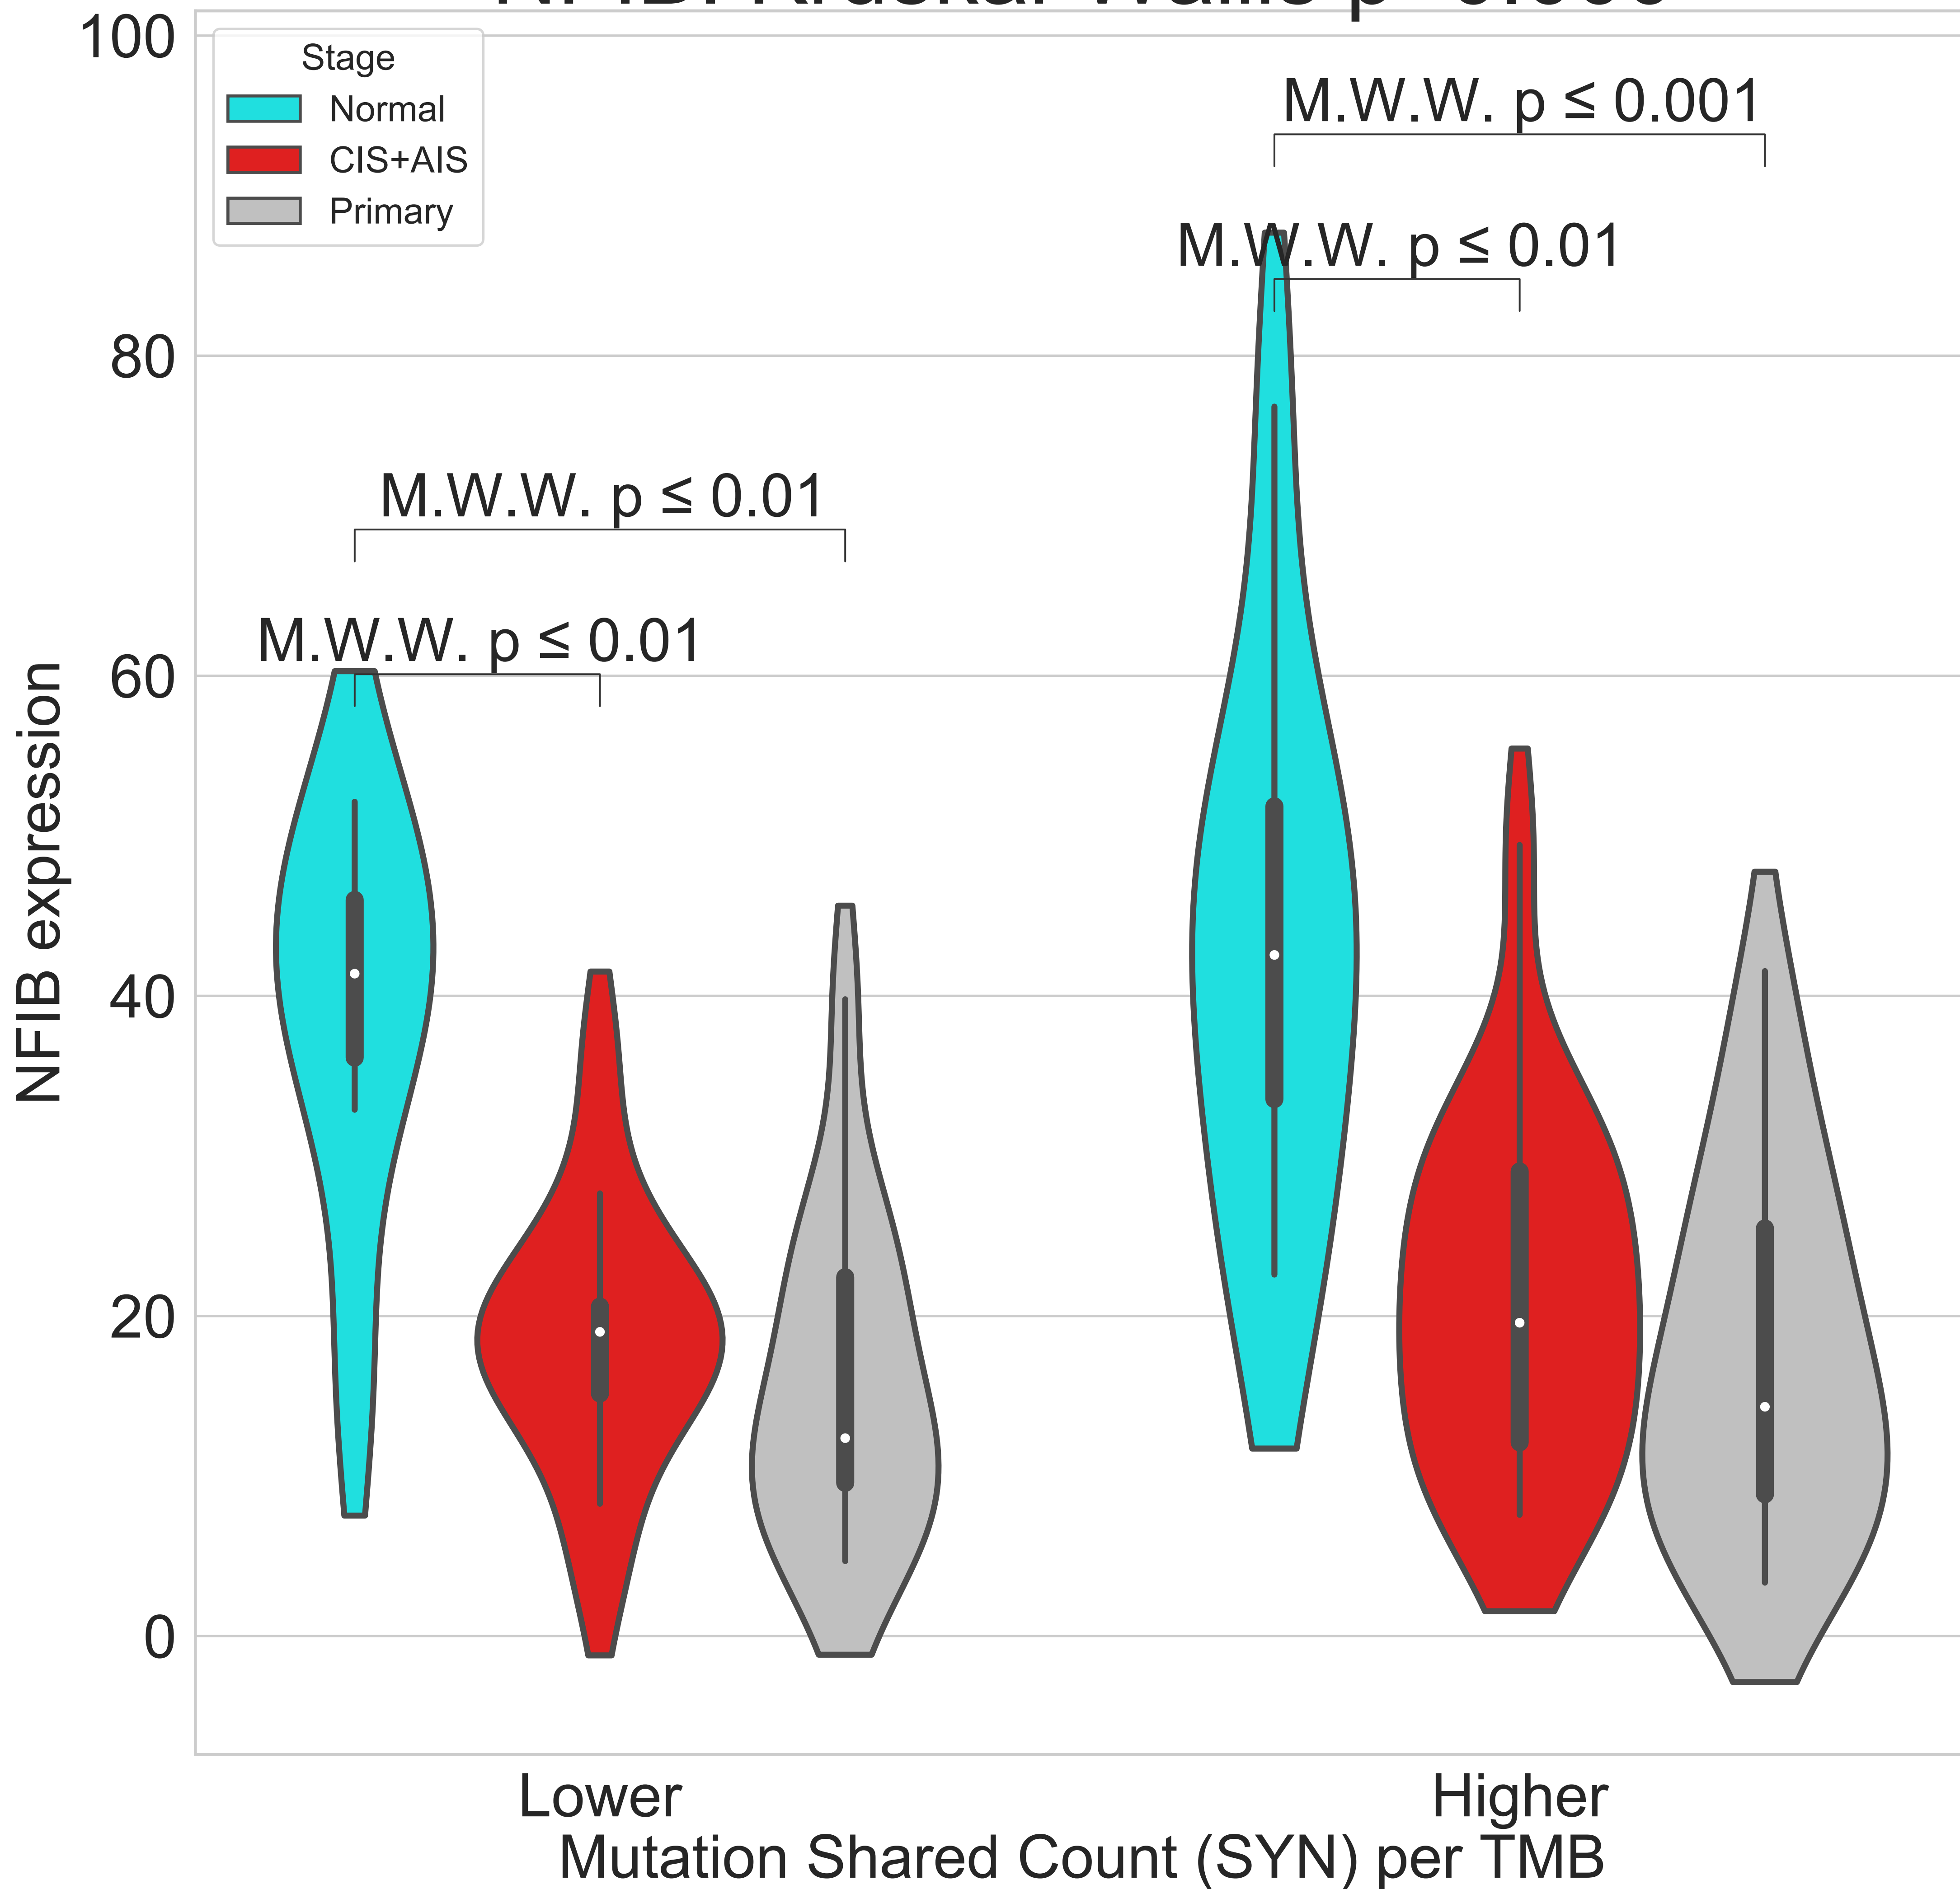 100
Stage
Normal
CIS+AIS
Primary
M.W.W. p ≤ 0.001
M.W.W. p ≤ 0.01
80
M.W.W. p ≤ 0.01
M.W.W. p ≤ 0.01
60
NFIB expression
40
20
0
Lower
Higher
Mutation Shared Count (SYN) per TMB